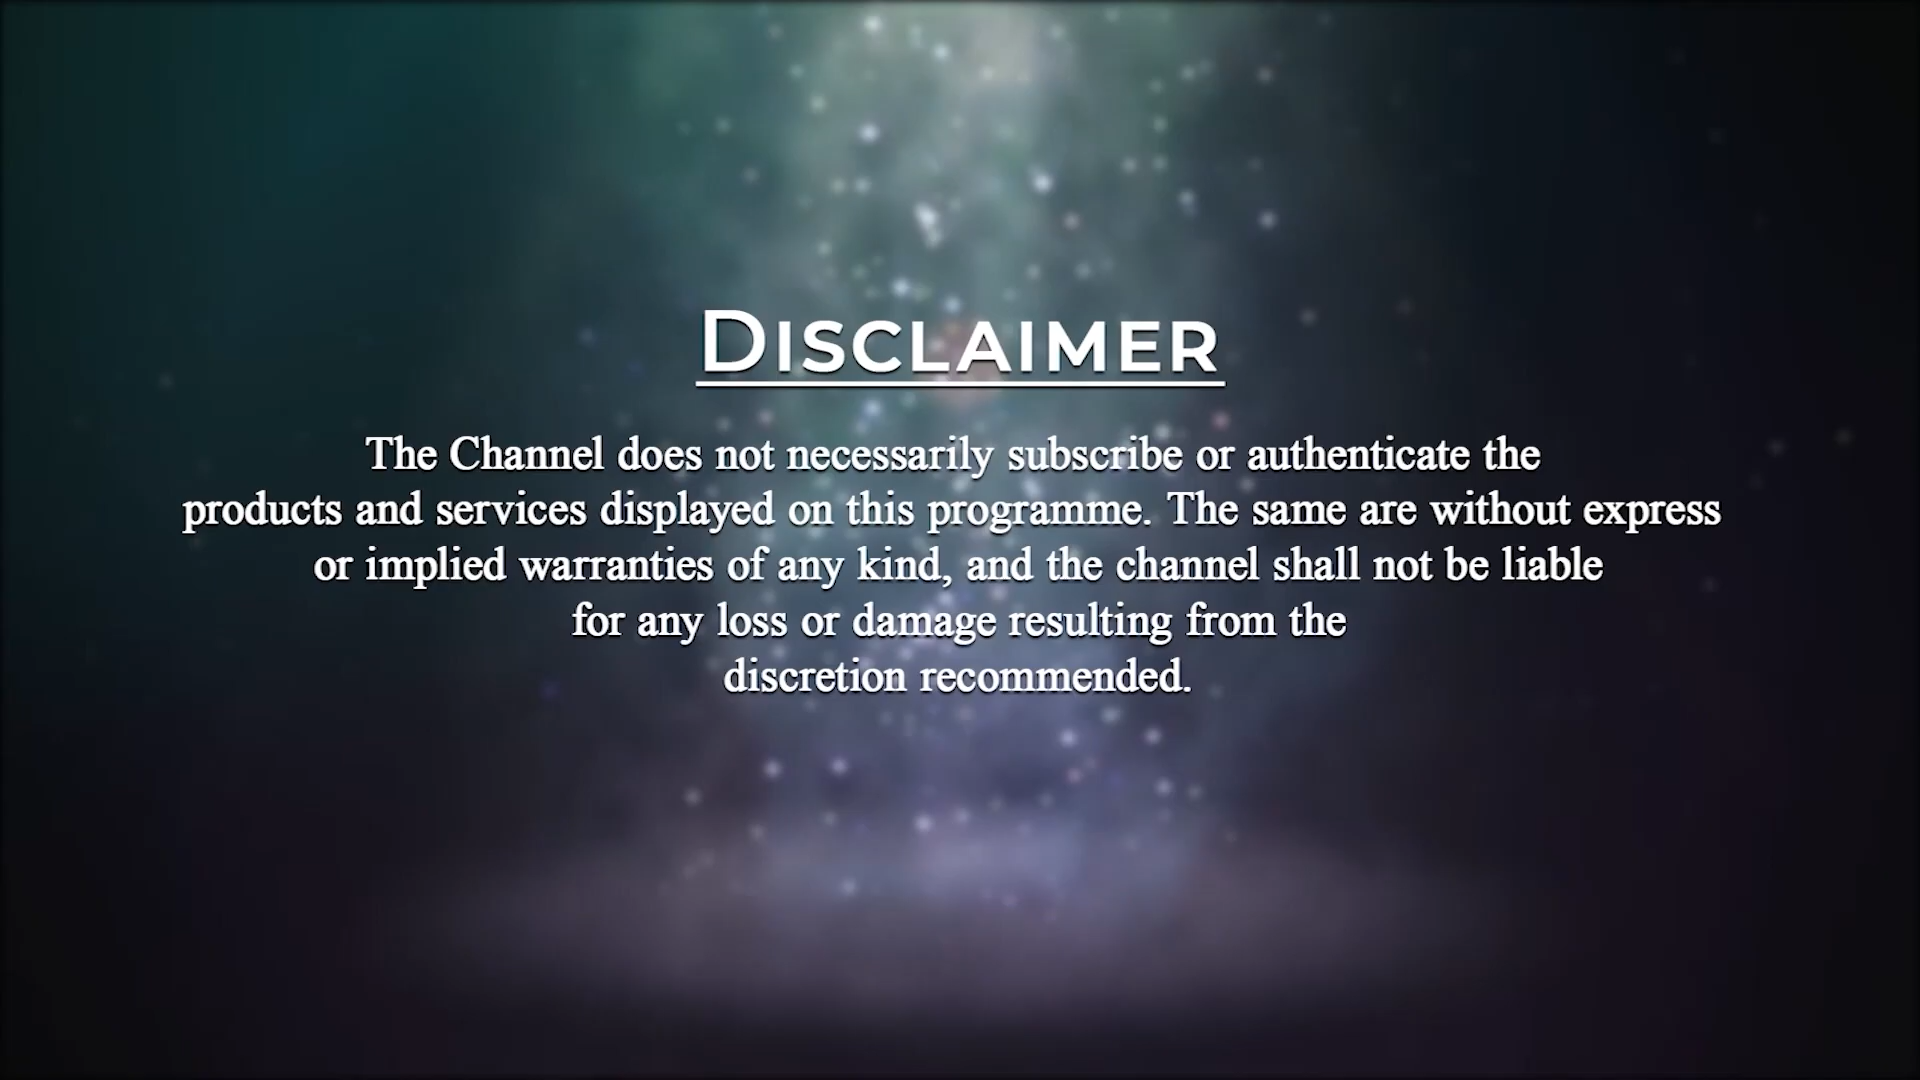 DISCLAIMER
The Channel does not necessarily subscribe or authenticate the
products and services displayed on this programme. The same are without express
or implied warranties of any kind, and the channel shall not be liable
for any loss or damage resulting from the
discretion recommended.